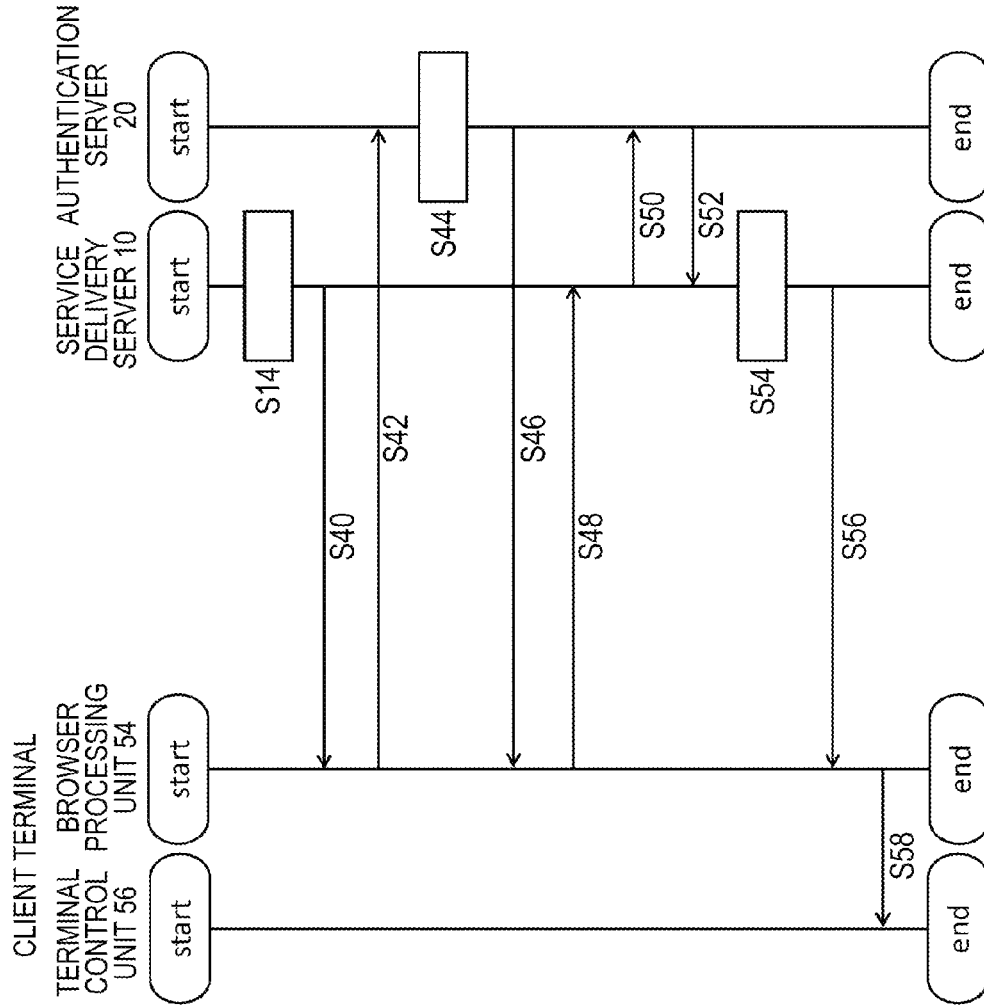 CLIENT TERMINAL
TERMINAL
CONTROL
UNIT 56
BROWSER
PROCESSING
UNIT 54
SERVICE
DELIVERY
SERVER 10
AUTHENTICATION
SERVER
20
start
start
start
start
S14
S40
S42
S44
S46
S48
S50
S52
S54
S56
S58
end
end
end
end